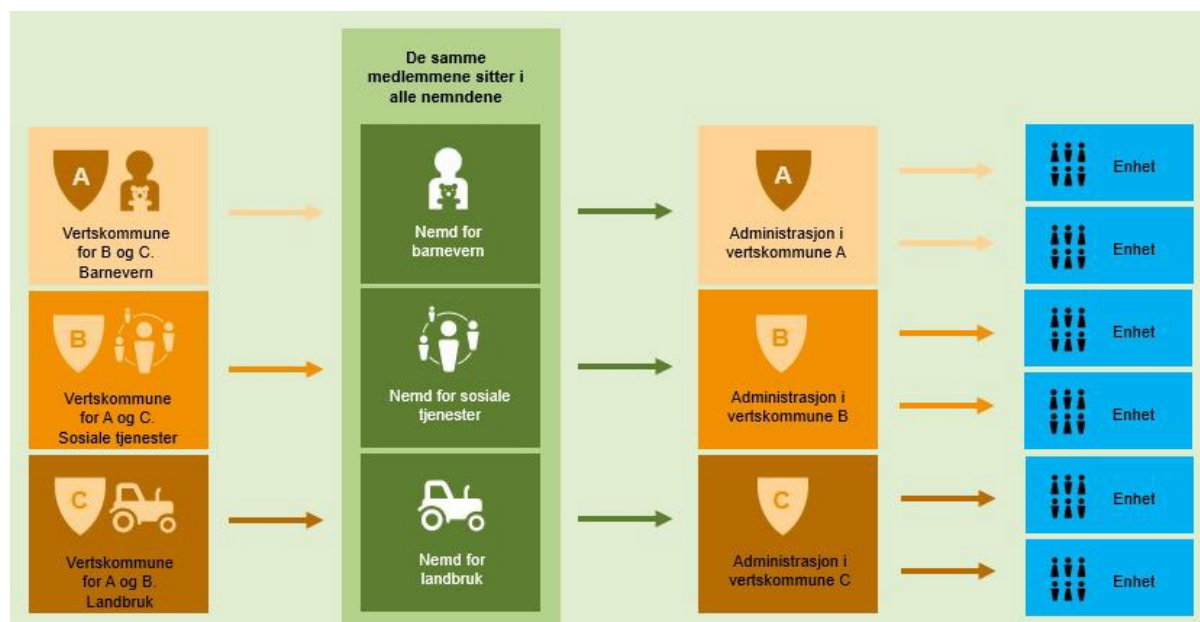 De samme
medlemmene sitter i
alle nemndene
A
Vertskommune
for B og C.
Barnevern
Nemd for
barnevern
A
Administrasjon i
vertskommune A
Enhet
Enhet
B
Vertskommune
for A og C.
Sosiale tjenester
Nemd for sosiale
tjenester
B
Administrasjon i
vertskommune B
Enhet
Enhet
C
Vertskommune
for A og B.
Landbruk
Nemd for
landbruk
C
Administrasjon i
vertskommune C
Enhet
Enhet